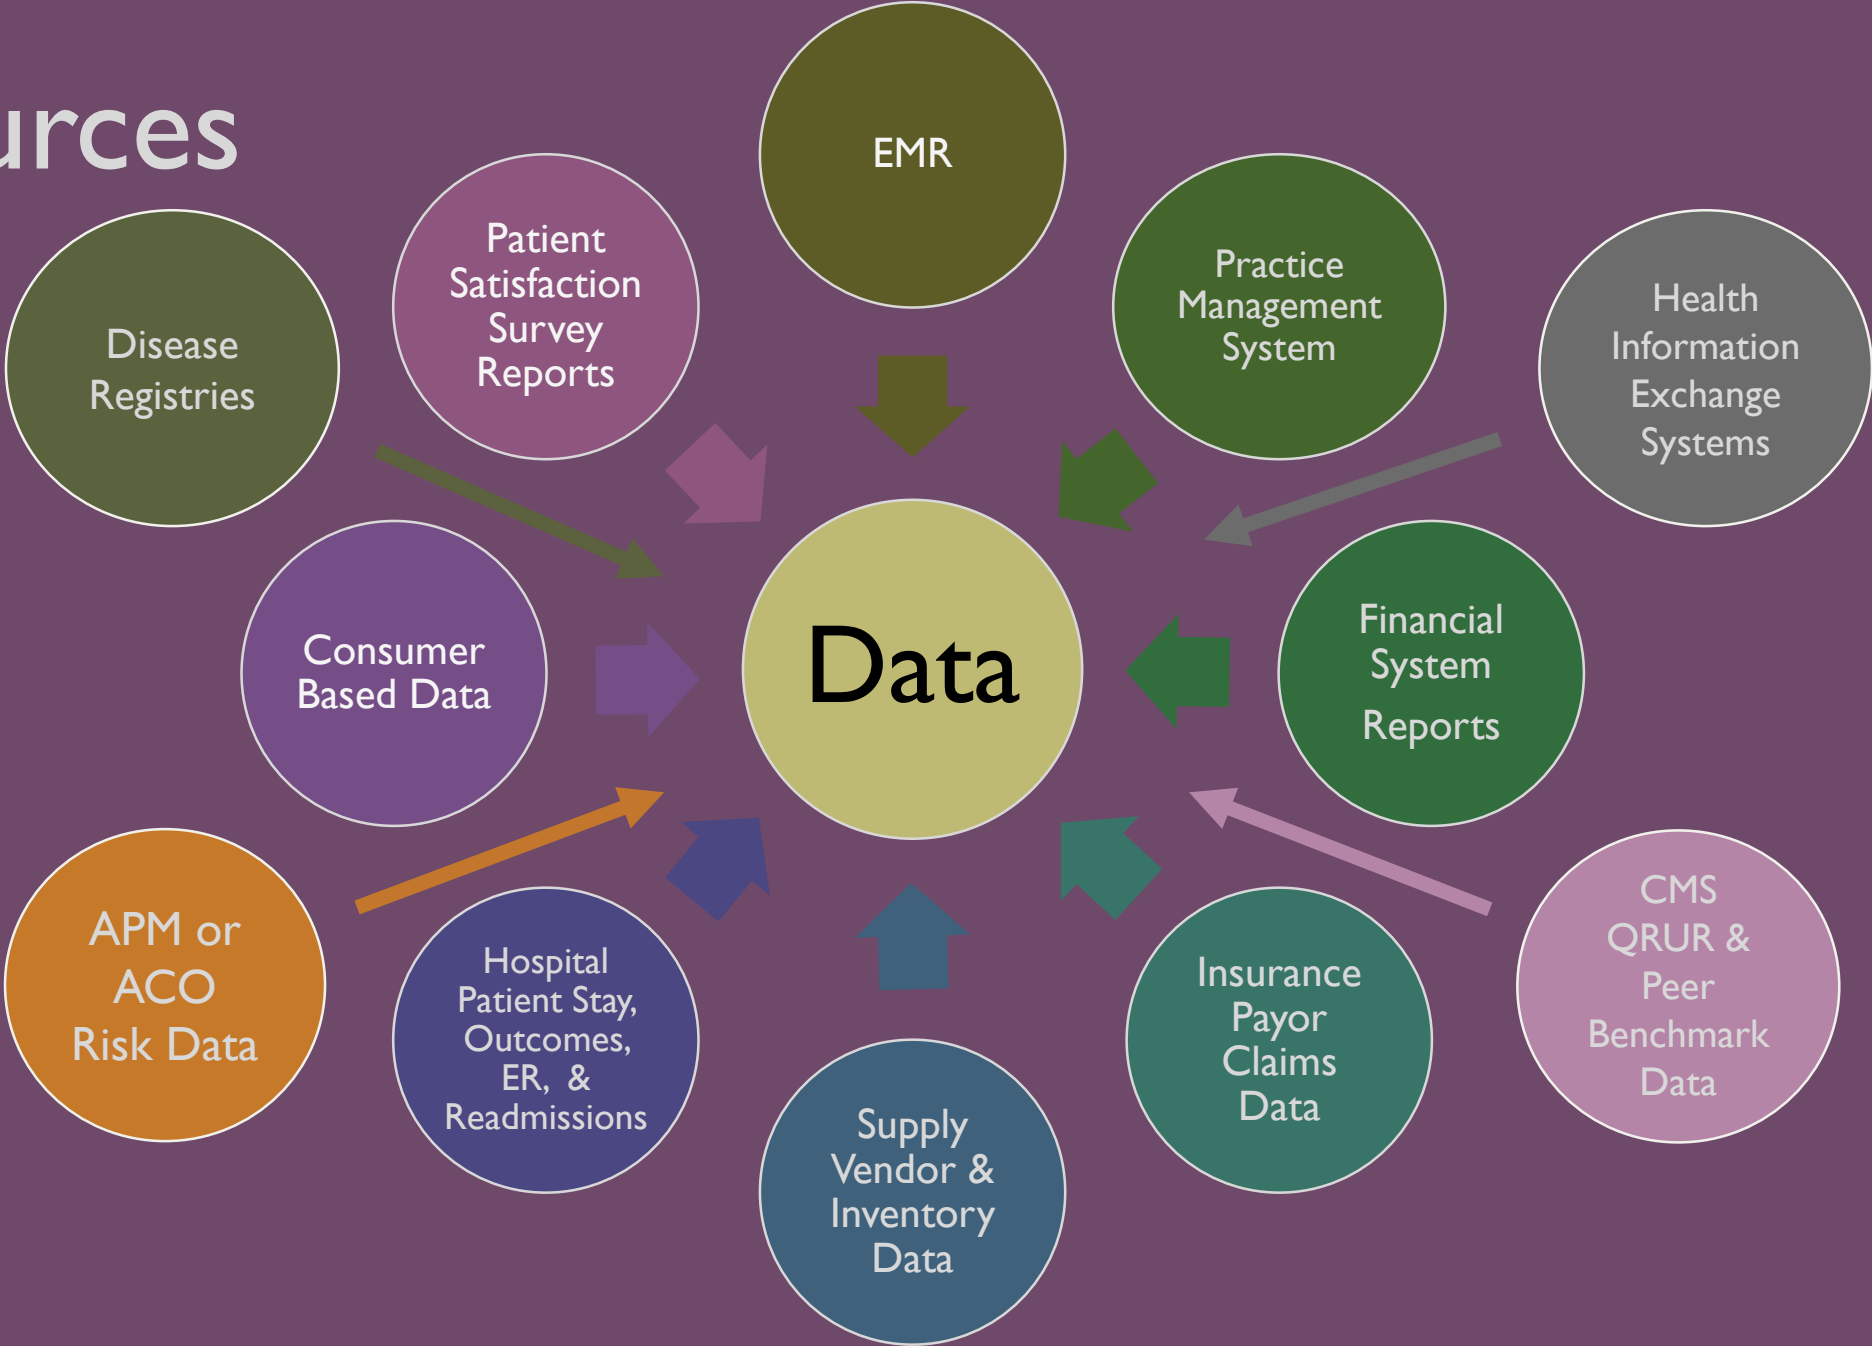 urces
EMR
Patient
Satisfaction
Survey
Reports
Practice
Management
System
Disease
Registries
Health
Information
Exchange
Systems
Consumer
Based Data
Data
Financial
System
Reports
APM or
ACO
Risk Data
Hospital
Patient Stay,
Outcomes,
ER, &
Readmissions
Supply
Vendor &
Inventory
Data
Insurance
Payor
Claims
Data
CMS
QRUR &
Peer
Benchmark
Data